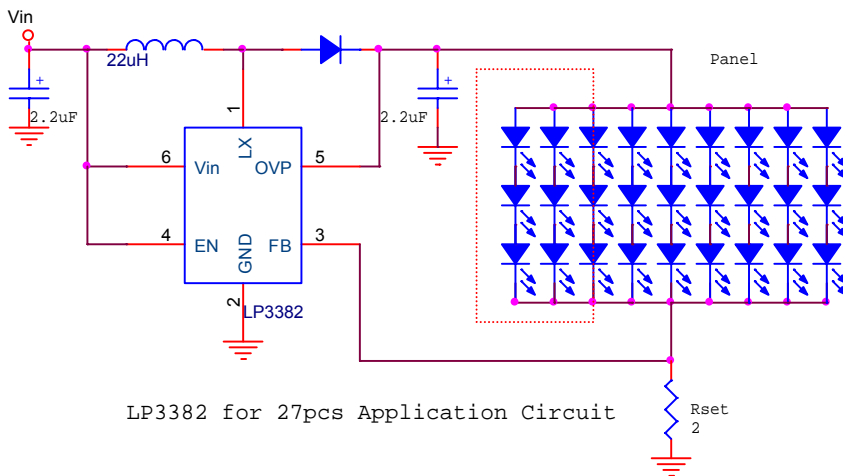 Vin
22uH
Panel
+
2.2uF
+
2.2uF
1
LX
6
Vin
OVP
5
4
EN
GND
FB
3
2
LP3382
LP3382 for 27pcs Application Circuit
Rset
2